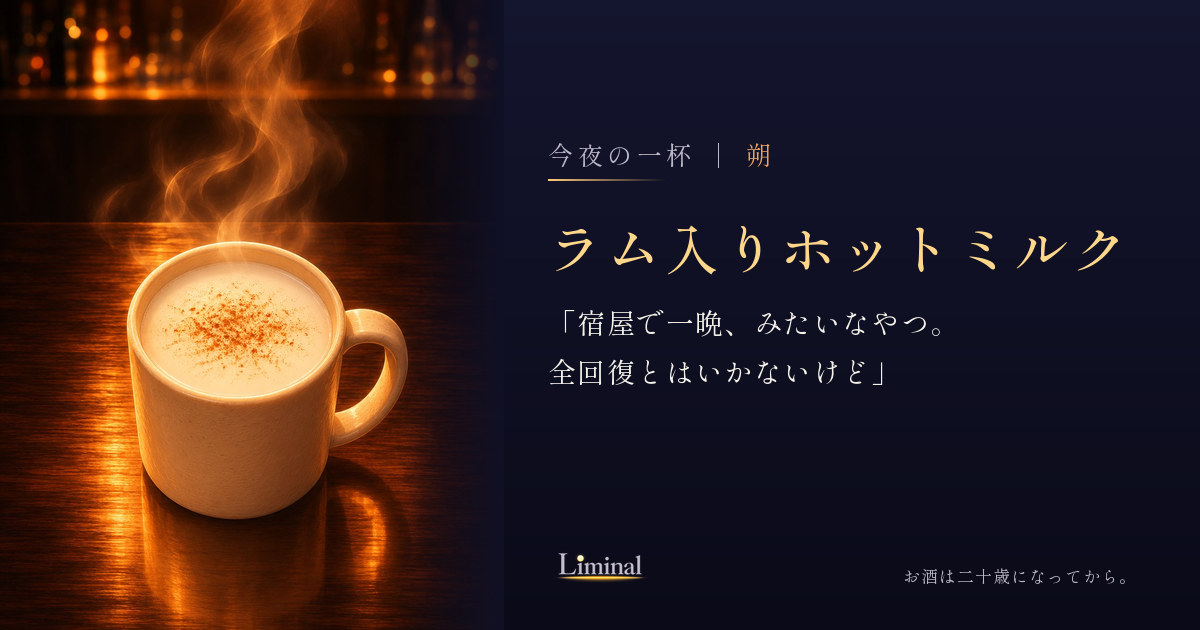 今夜の一杯｜朔
ラム入りホットミルク
「宿屋で一晩、みたいなやつ。
全回復とはいかないけど」
Liminal
お酒は二十歳になってから。